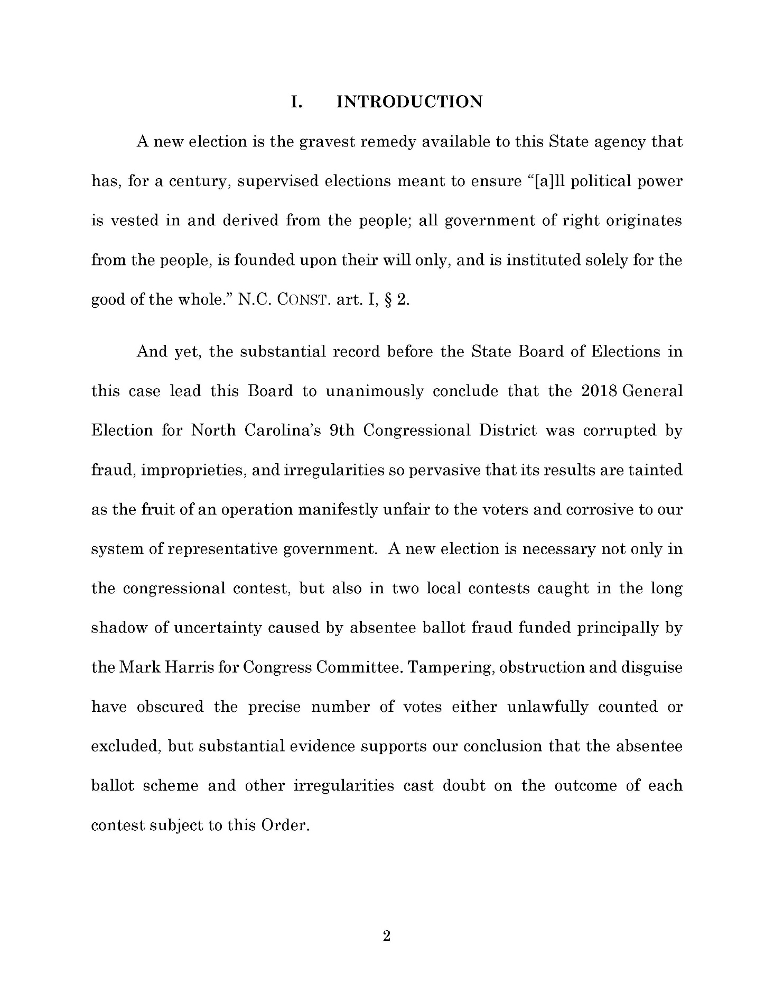 I. INTRODUCTION
A new election is the gravest remedy available to this State agency that
has, for a century, supervised elections meant to ensure “[a]ll political power
is vested in and derived from the people; all government of right originates
from the people, is founded upon their will only, and is instituted solely for the
good of the whole.” N.C. CONST. art. I, § 2.
And yet, the substantial record before the State Board of Elections in
this case lead this Board to unanimously conclude that the 2018 General
Election for North Carolina’s 9th Congressional District was corrupted by
fraud, improprieties, and irregularities so pervasive that its results are tainted
as the fruit of an operation manifestly unfair to the voters and corrosive to our
system of representative government. A new election is necessary not only in
the congressional contest, but also in two local contests caught in the long
shadow of uncertainty caused by absentee ballot fraud funded principally by
the Mark Harris for Congress Committee. Tampering, obstruction and disguise
have obscured the precise number of votes either unlawfully counted or
excluded, but substantial evidence supports our conclusion that the absentee
ballot scheme and other irregularities cast doubt on the outcome of each
contest subject to this Order.
2